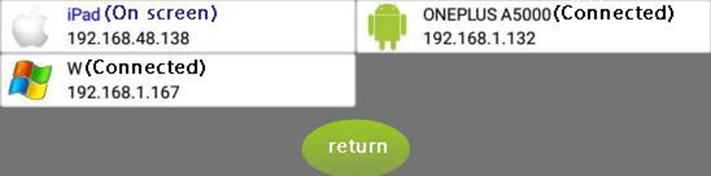 iPad (On screen)
192.168.48.138
ONEPLUS A5000(Connected)
192.168.1.132
W(Connected)
192.168.1.167
return